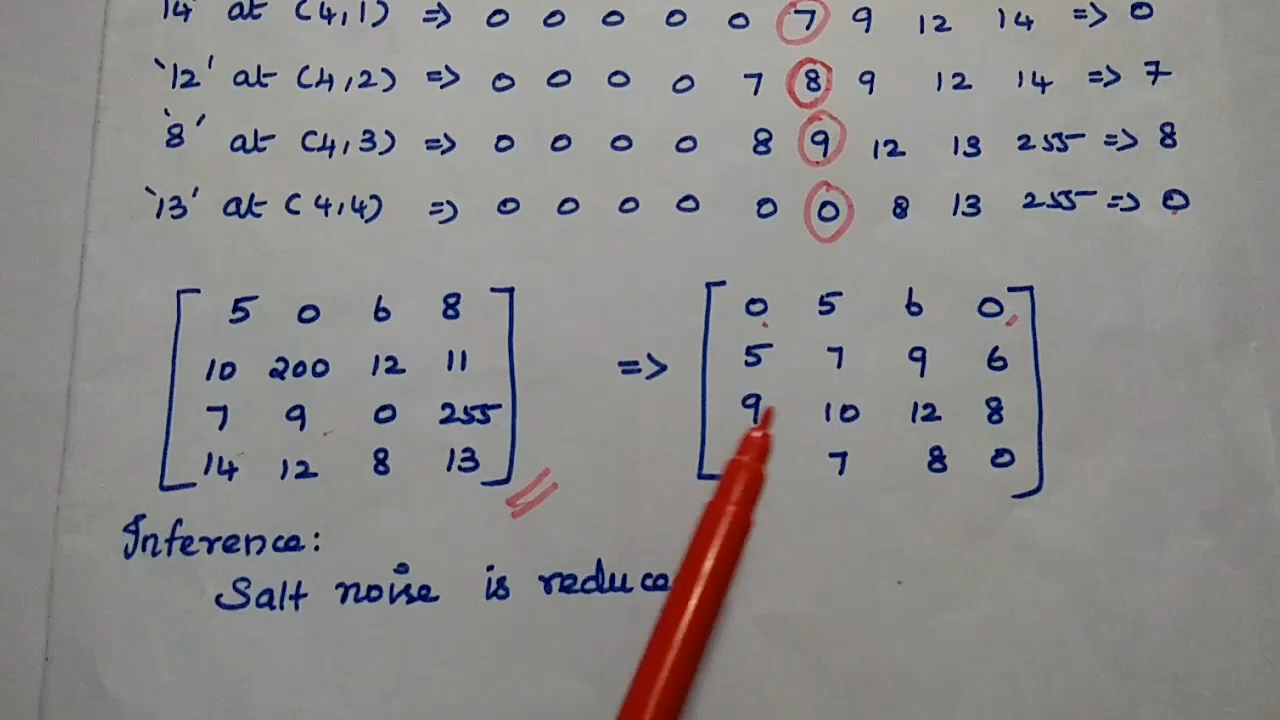 14 at (4,1) => 0 0 0 0 0 7 9 12 14 => 0
'12' at (4,2) => 0 0 0 0 7 8 9 12 14 => 7
'8' at (4,3) => 0 0 0 0 8 9 12 13 255 => 8
'13' at (4,4) => 0 0 0 0 0 0 8 13 255 => 0
5 0 6 8 0 5 6 0
10 200 12 11 => 5 7 9 6
7 9 0 255 9 10 12 8
14 12 8 13 7 8 0
Inference:
Salt noise is reduce